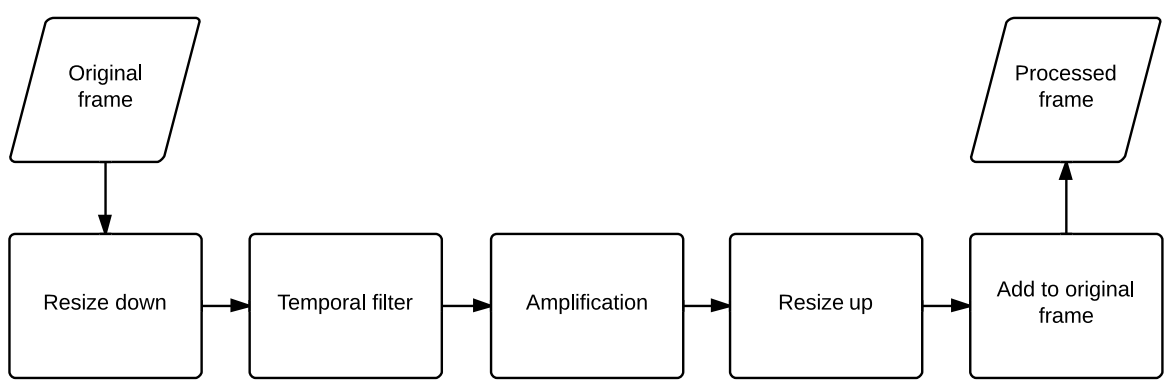 Original
frame
Processed
frame
Resize down
Temporal filter
Amplification
Resize up
Add to original
frame